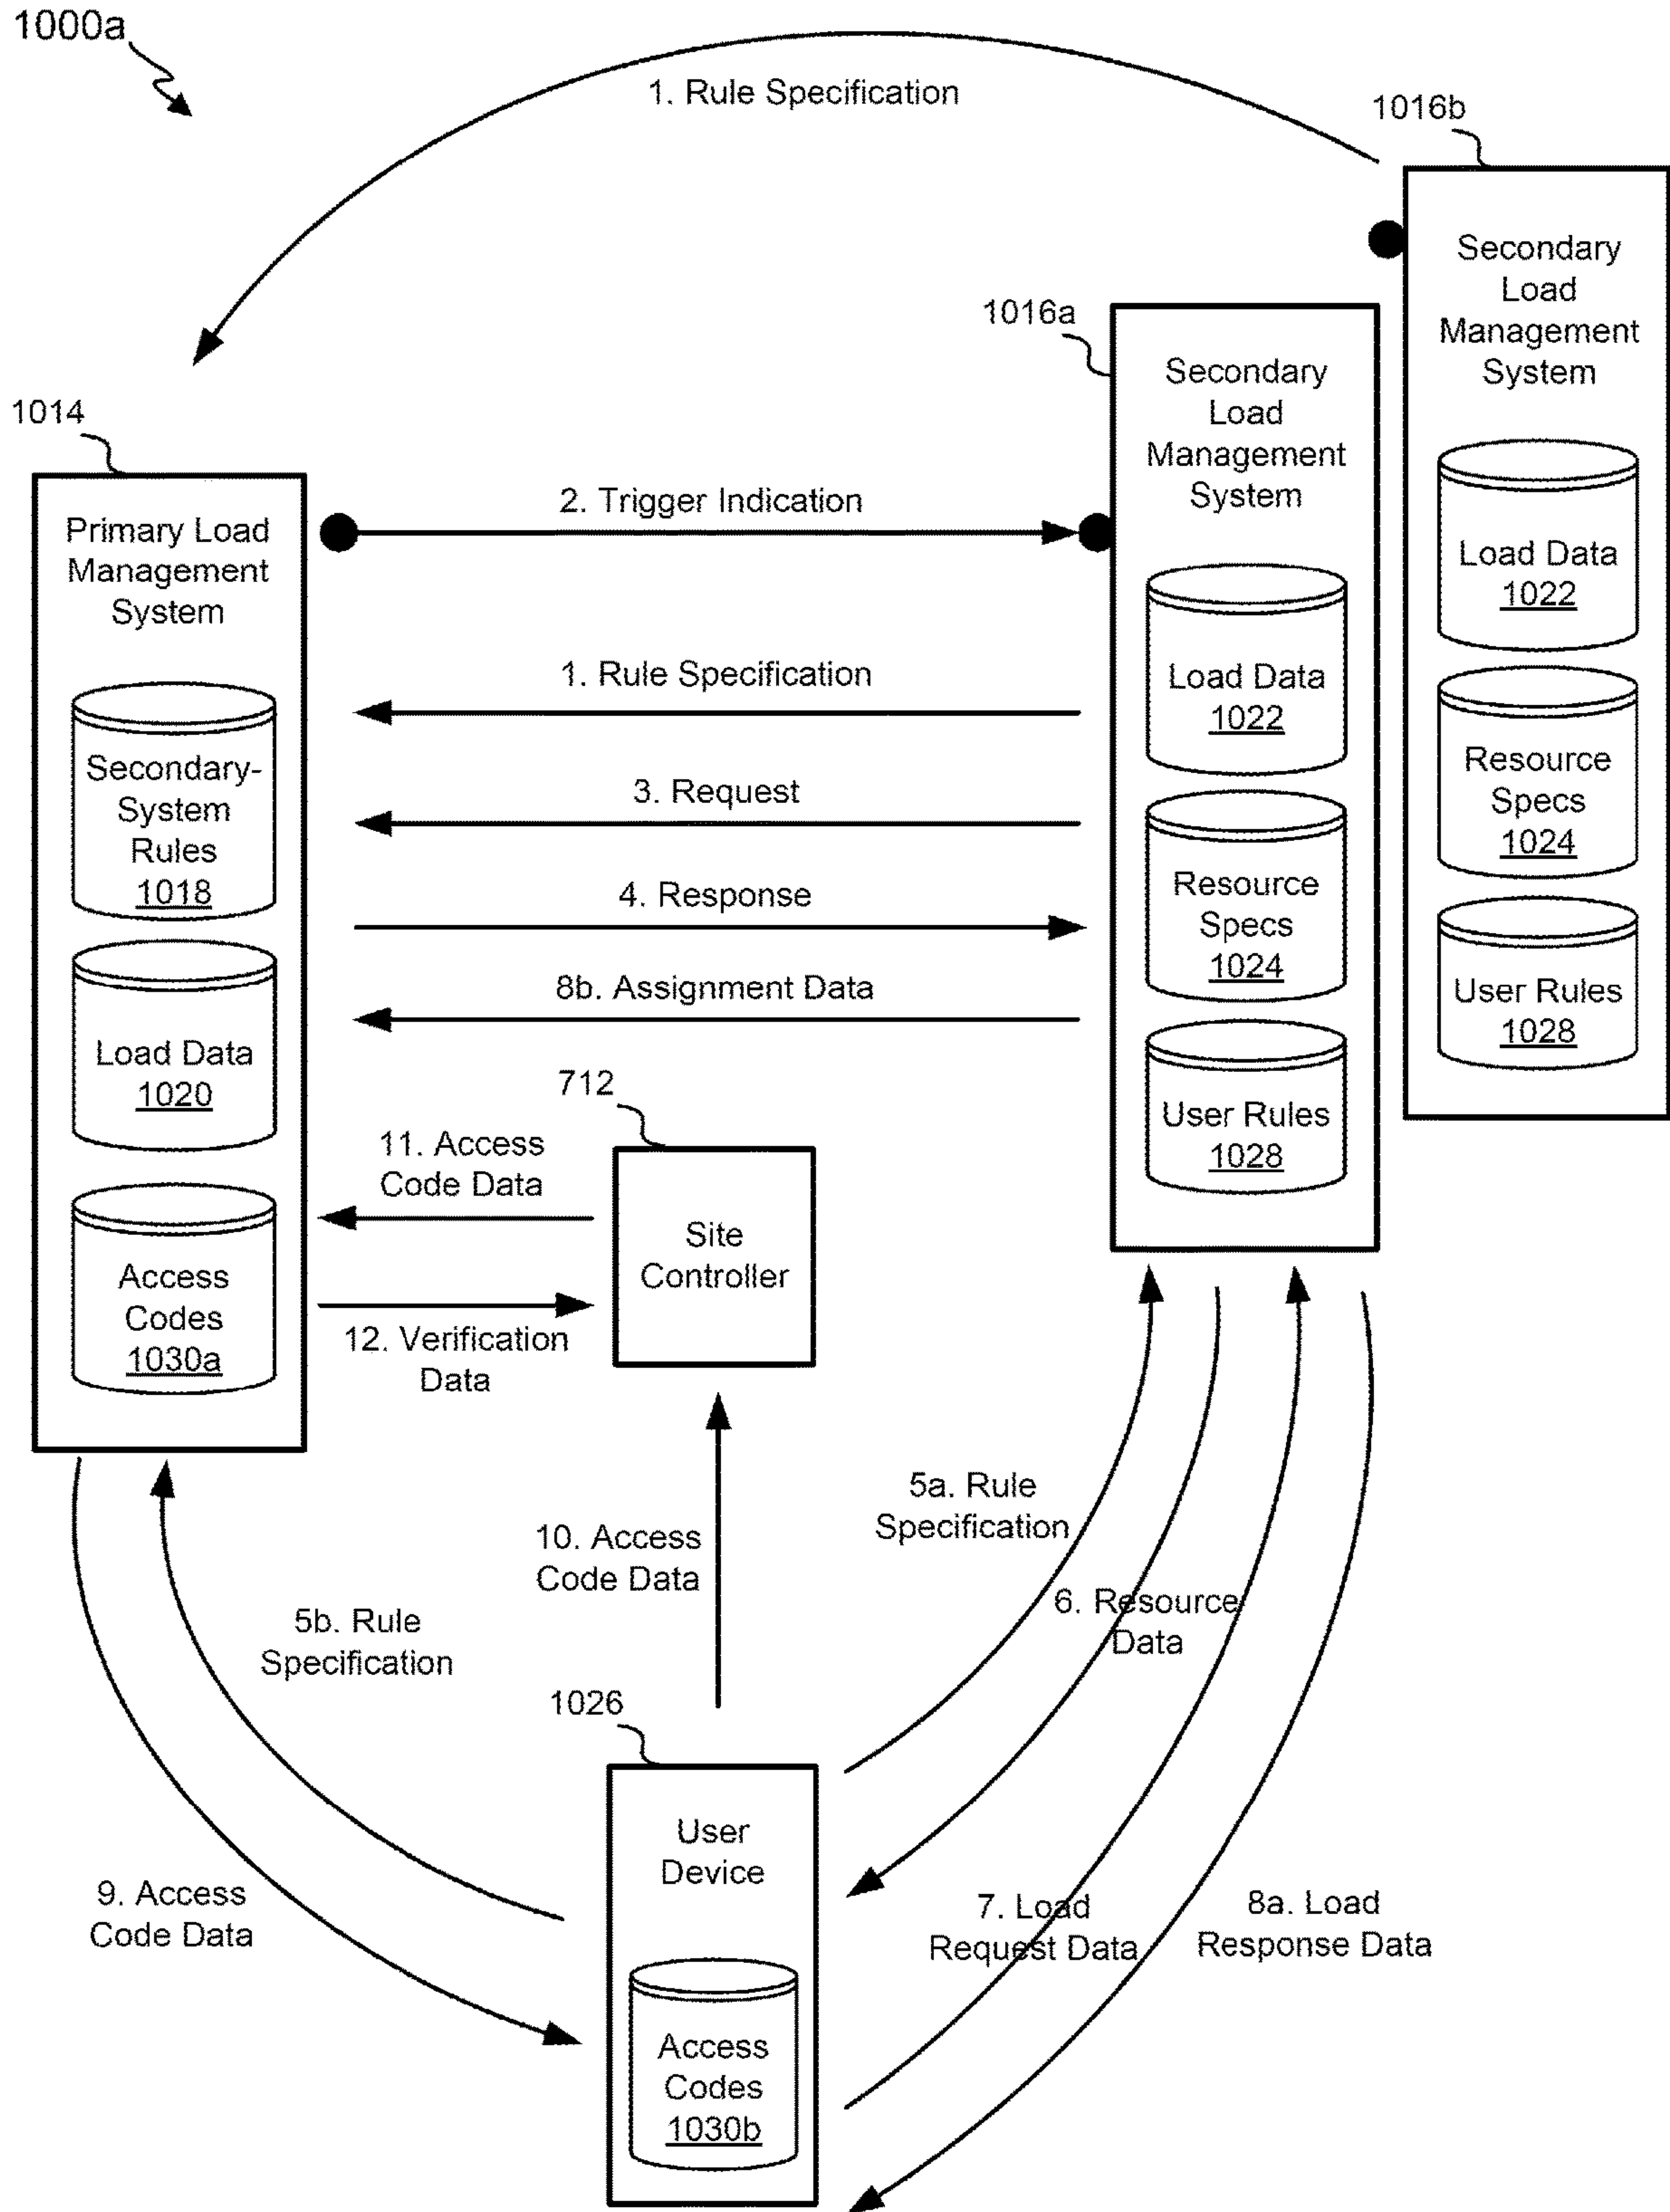 1000a
1. Rule Specification
1016b
Secondary
Load
Management
System
Load Data
1022
Resource
Specs
1024
User Rules
1028
1016a
Secondary
Load
Management
System
Load Data
1022
Resource
Specs
1024
User Rules
1028
1014
Primary Load
Management
System
Secondary-
System
Rules
1018
Load Data
1020
Access
Codes
1030a
2. Trigger Indication
1. Rule Specification
3. Request
4. Response
8b. Assignment Data
712
Site
Controller
11. Access
Code Data
12. Verification
Data
10. Access
Code Data
5a. Rule
Specification
6. Resource
Data
5b. Rule
Specification
9. Access
Code Data
1026
User
Device
Access
Codes
1030b
7. Load
Request Data
8a. Load
Response Data